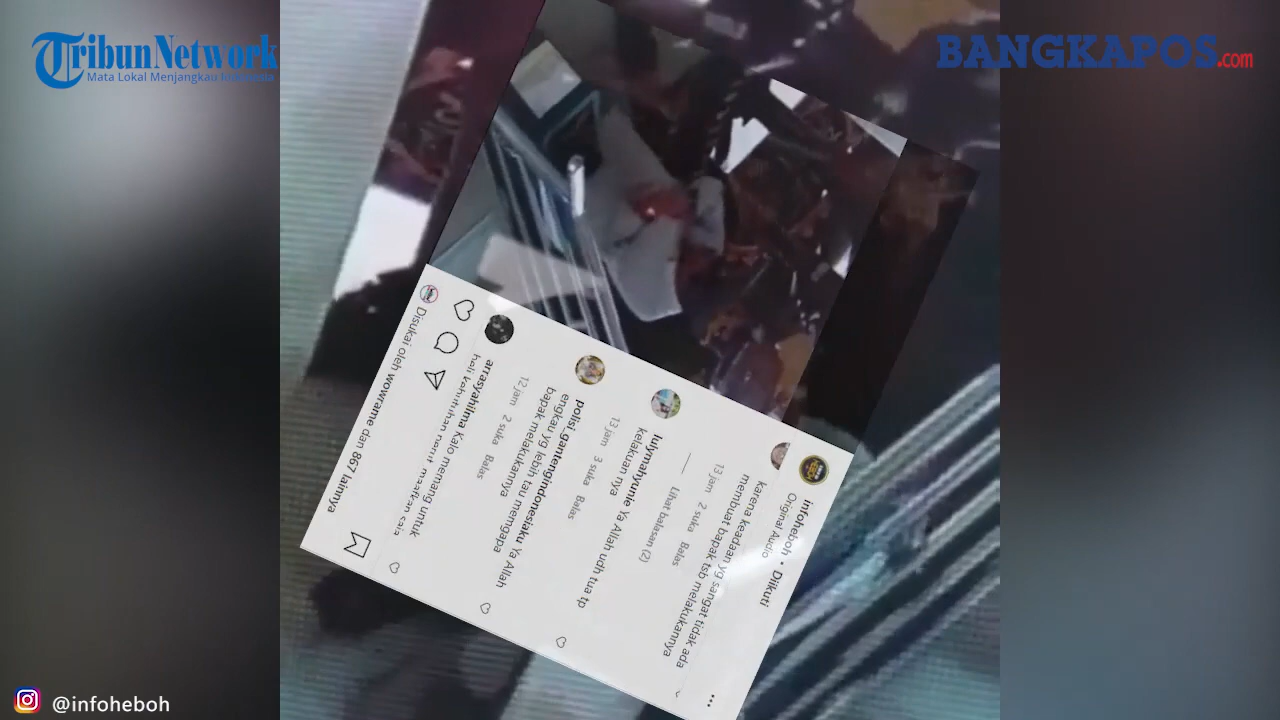 TribunNetwork
Mata Lokal Menjangkau Indonesia
BANGKAPOS.com
infoheboh • Diikuti
Original Audio
karena keadaan yg sangat tidak ada
membuat bapak tsb melakukannya
13 jam 2 suka Balas
Lihat balasan (2)
lulymahyunie Ya Allah udh tua tp
kelakuan nya
13 jam 3 suka Balas
polisi_gantengindonesiaku Ya Allah
engkau yg lebih tau memgapa
bapak melakukannya
12 jam 2 suka Balas
arrasyahilma Kalo memang untuk
Disukai oleh wowrame dan 867 lainnya
@infoheboh